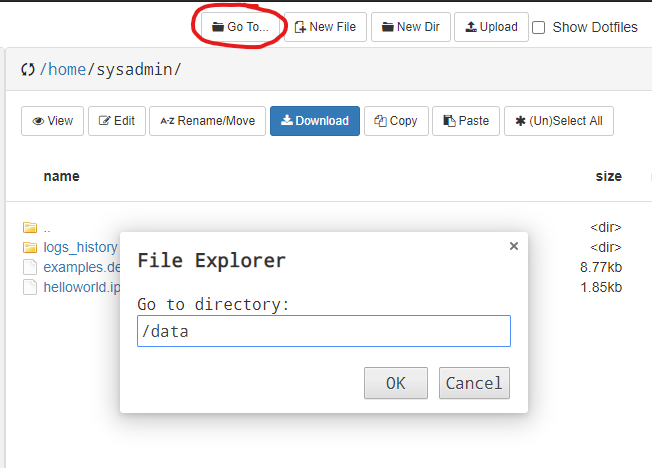 Go To... New File New Dir Upload Show Dotfiles
/home/sysadmin/
View Edit A-Z Rename/Move Download Copy Paste (Un)Select All
name size
.. <dir>
logs_history <dir>
examples.de 8.77kb
helloworld.ip 1.85kb
File Explorer ×
Go to directory:
/data
OK Cancel